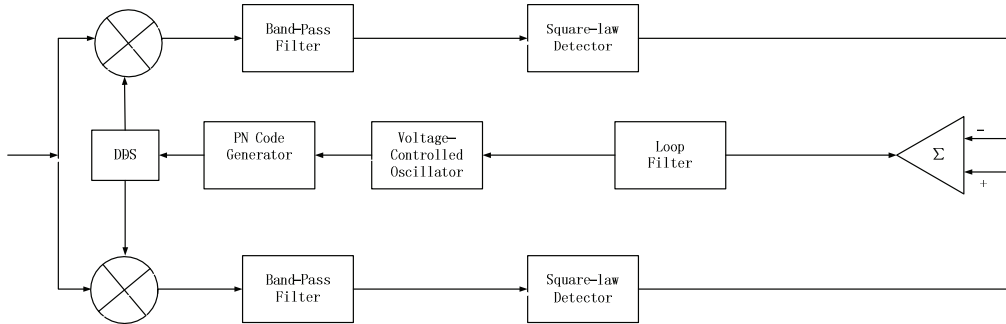 Band-Pass
Filter
Square-law
Detector
DDS
PN Code
Generator
Voltage-
Controlled
Oscillator
Loop
Filter
Σ
-
+
Band-Pass
Filter
Square-law
Detector